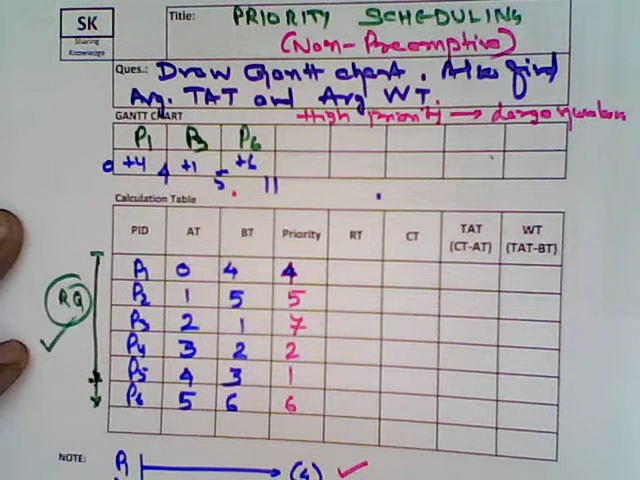 SK
Sharing
Knowledge
Title: PRIORITY SCHEDULING
(Non-Preemptive)
Ques.: Draw Gantt chart. Also find
Avg. TAT and Avg WT.
High priority → Large number
GANTT CHART
P1 P3 P6
+4 +1 +6
0 4 5 11
Calculation Table
PID AT BT Priority RT CT TAT (CT-AT) WT (TAT-BT)
P1 0 4 4
P2 1 5 5
P3 2 1 7
P4 3 2 2
P5 4 3 1
P6 5 6 6
RQ
NOTE:
P1 → (4) ✓